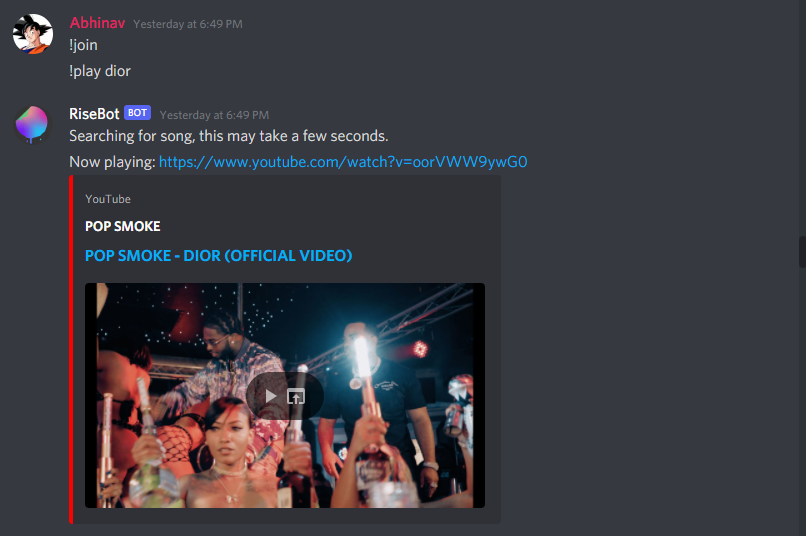 Abhinav Yesterday at 6:49 PM
!join
!play dior
RiseBot BOT Yesterday at 6:49 PM
Searching for song, this may take a few seconds.
Now playing: https://www.youtube.com/watch?v=oorVWW9ywG0
YouTube
POP SMOKE
POP SMOKE - DIOR (OFFICIAL VIDEO)